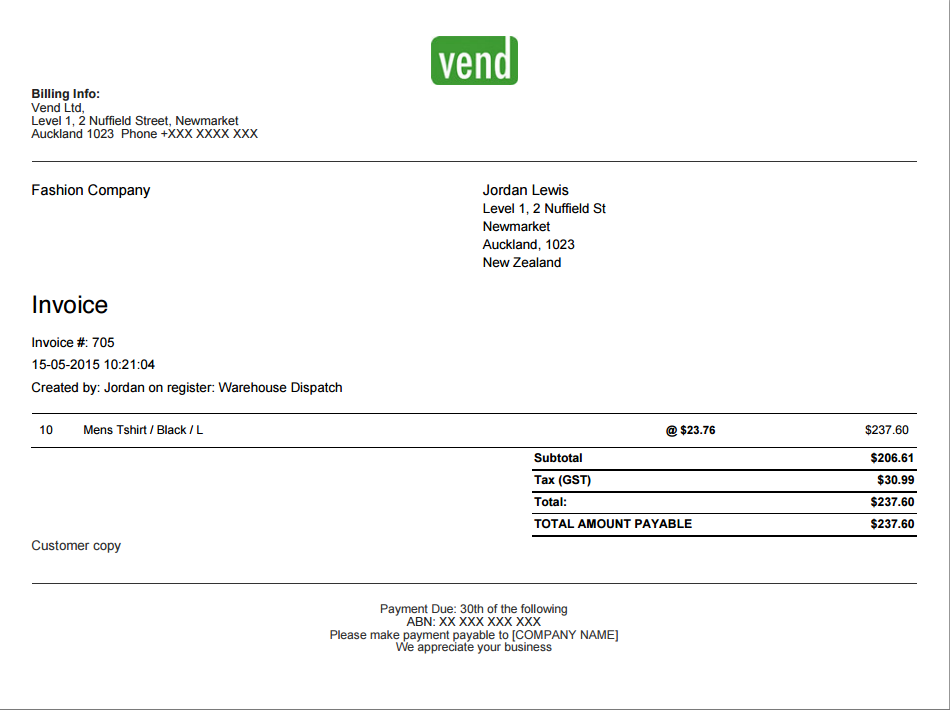 vend
Billing Info:
Vend Ltd,
Level 1, 2 Nuffield Street, Newmarket
Auckland 1023  Phone +XXX XXXX XXX
Fashion Company
Jordan Lewis
Level 1, 2 Nuffield St
Newmarket
Auckland, 1023
New Zealand
Invoice
Invoice #: 705
15-05-2015 10:21:04
Created by: Jordan on register: Warehouse Dispatch
10 Mens Tshirt / Black / L @ $23.76 $237.60
Subtotal $206.61
Tax (GST) $30.99
Total: $237.60
TOTAL AMOUNT PAYABLE $237.60
Customer copy
Payment Due: 30th of the following
ABN: XX XXX XXX XXX
Please make payment payable to [COMPANY NAME]
We appreciate your business